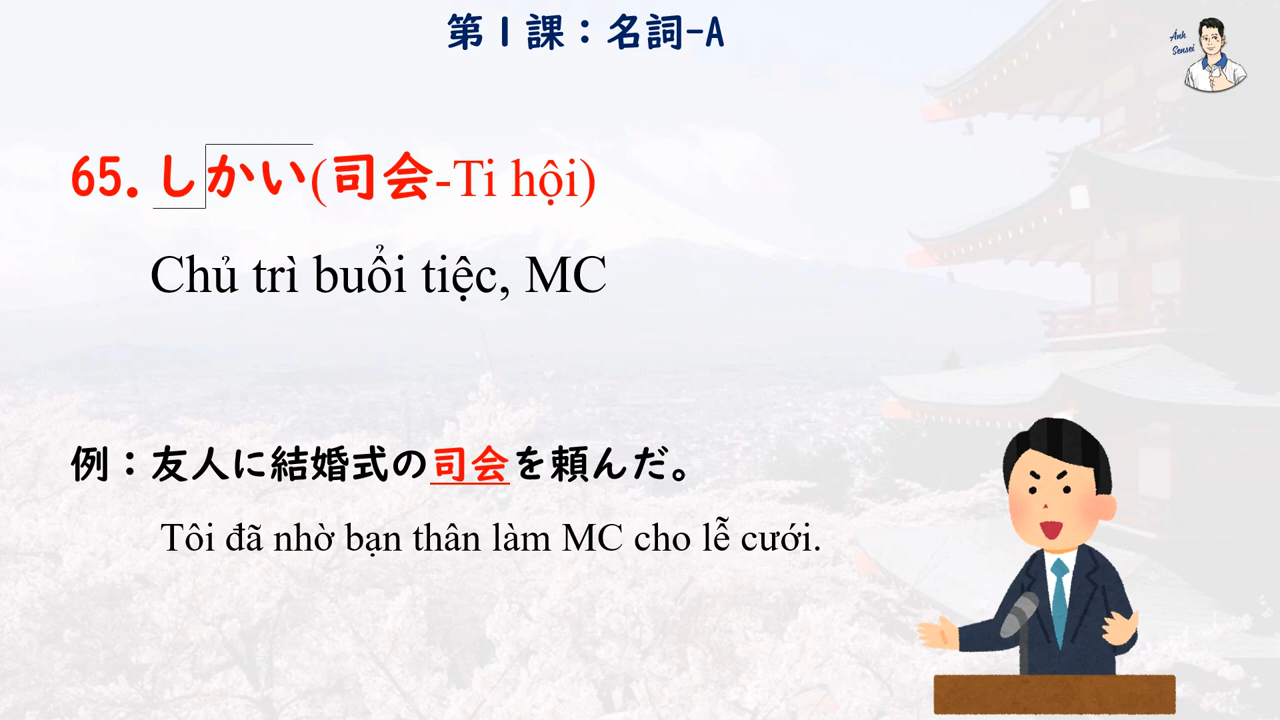 第1課：名詞-A
Ánh
Sensei
65. しかい(司会-Ti hội)
Chủ trì buổi tiệc, MC
例：友人に結婚式の司会を頼んだ。
Tôi đã nhờ bạn thân làm MC cho lễ cưới.